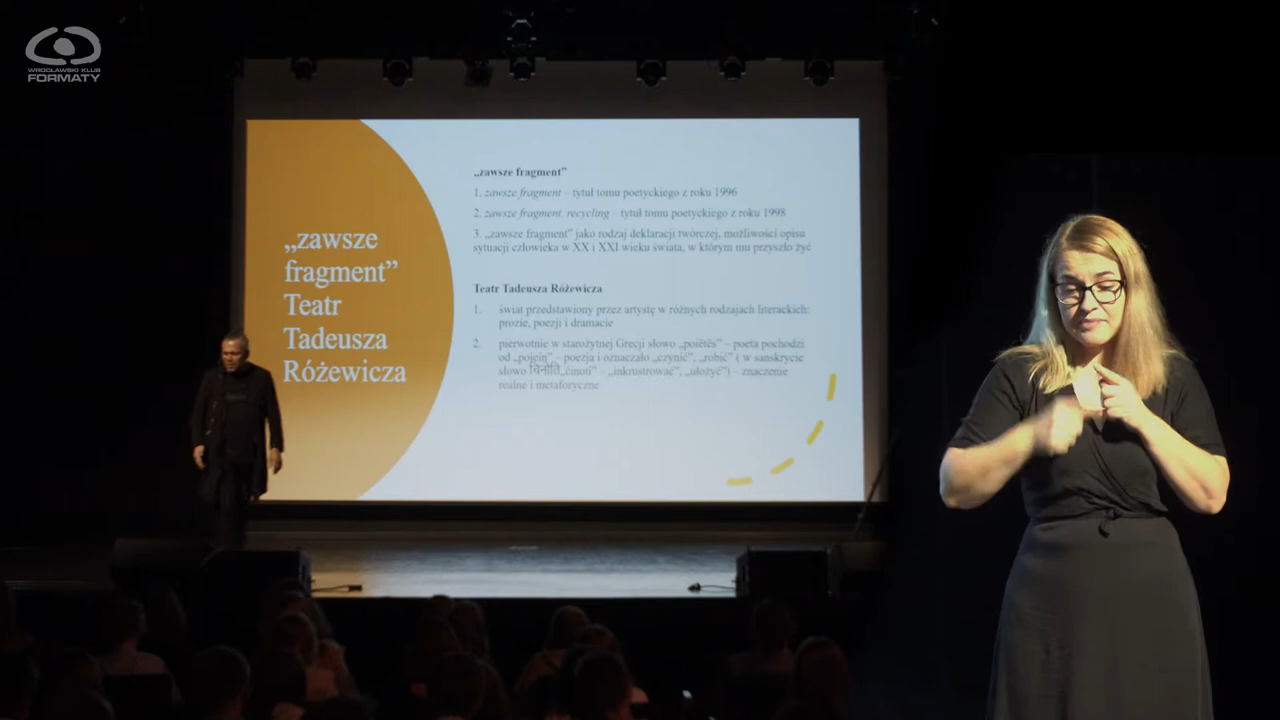 WROCŁAWSKI KLUB
FORMATY
„zawsze
fragment”
Teatr
Tadeusza
Różewicza
„zawsze fragment”
1. zawsze fragment – tytuł tomu poetyckiego z roku 1996
2. zawsze fragment. recycling – tytuł tomu poetyckiego z roku 1998
3. „zawsze fragment” jako rodzaj deklaracji twórczej, możliwości opisu
sytuacji człowieka w XX i XXI wieku świata, w którym mu przyszło żyć
Teatr Tadeusza Różewicza
1. świat przedstawiony przez artystę w różnych rodzajach literackich:
prozie, poezji i dramacie
2. pierwotnie w starożytnej Grecji słowo „poiētēs” – poeta pochodzi
od „pojein” – poezja i oznaczało „czynić”, „robić” ( w sanskrycie
słowo चिनोति „ćinoti” – „inkrustrować”, „ułożyć”) – znaczenie
realne i metaforyczne